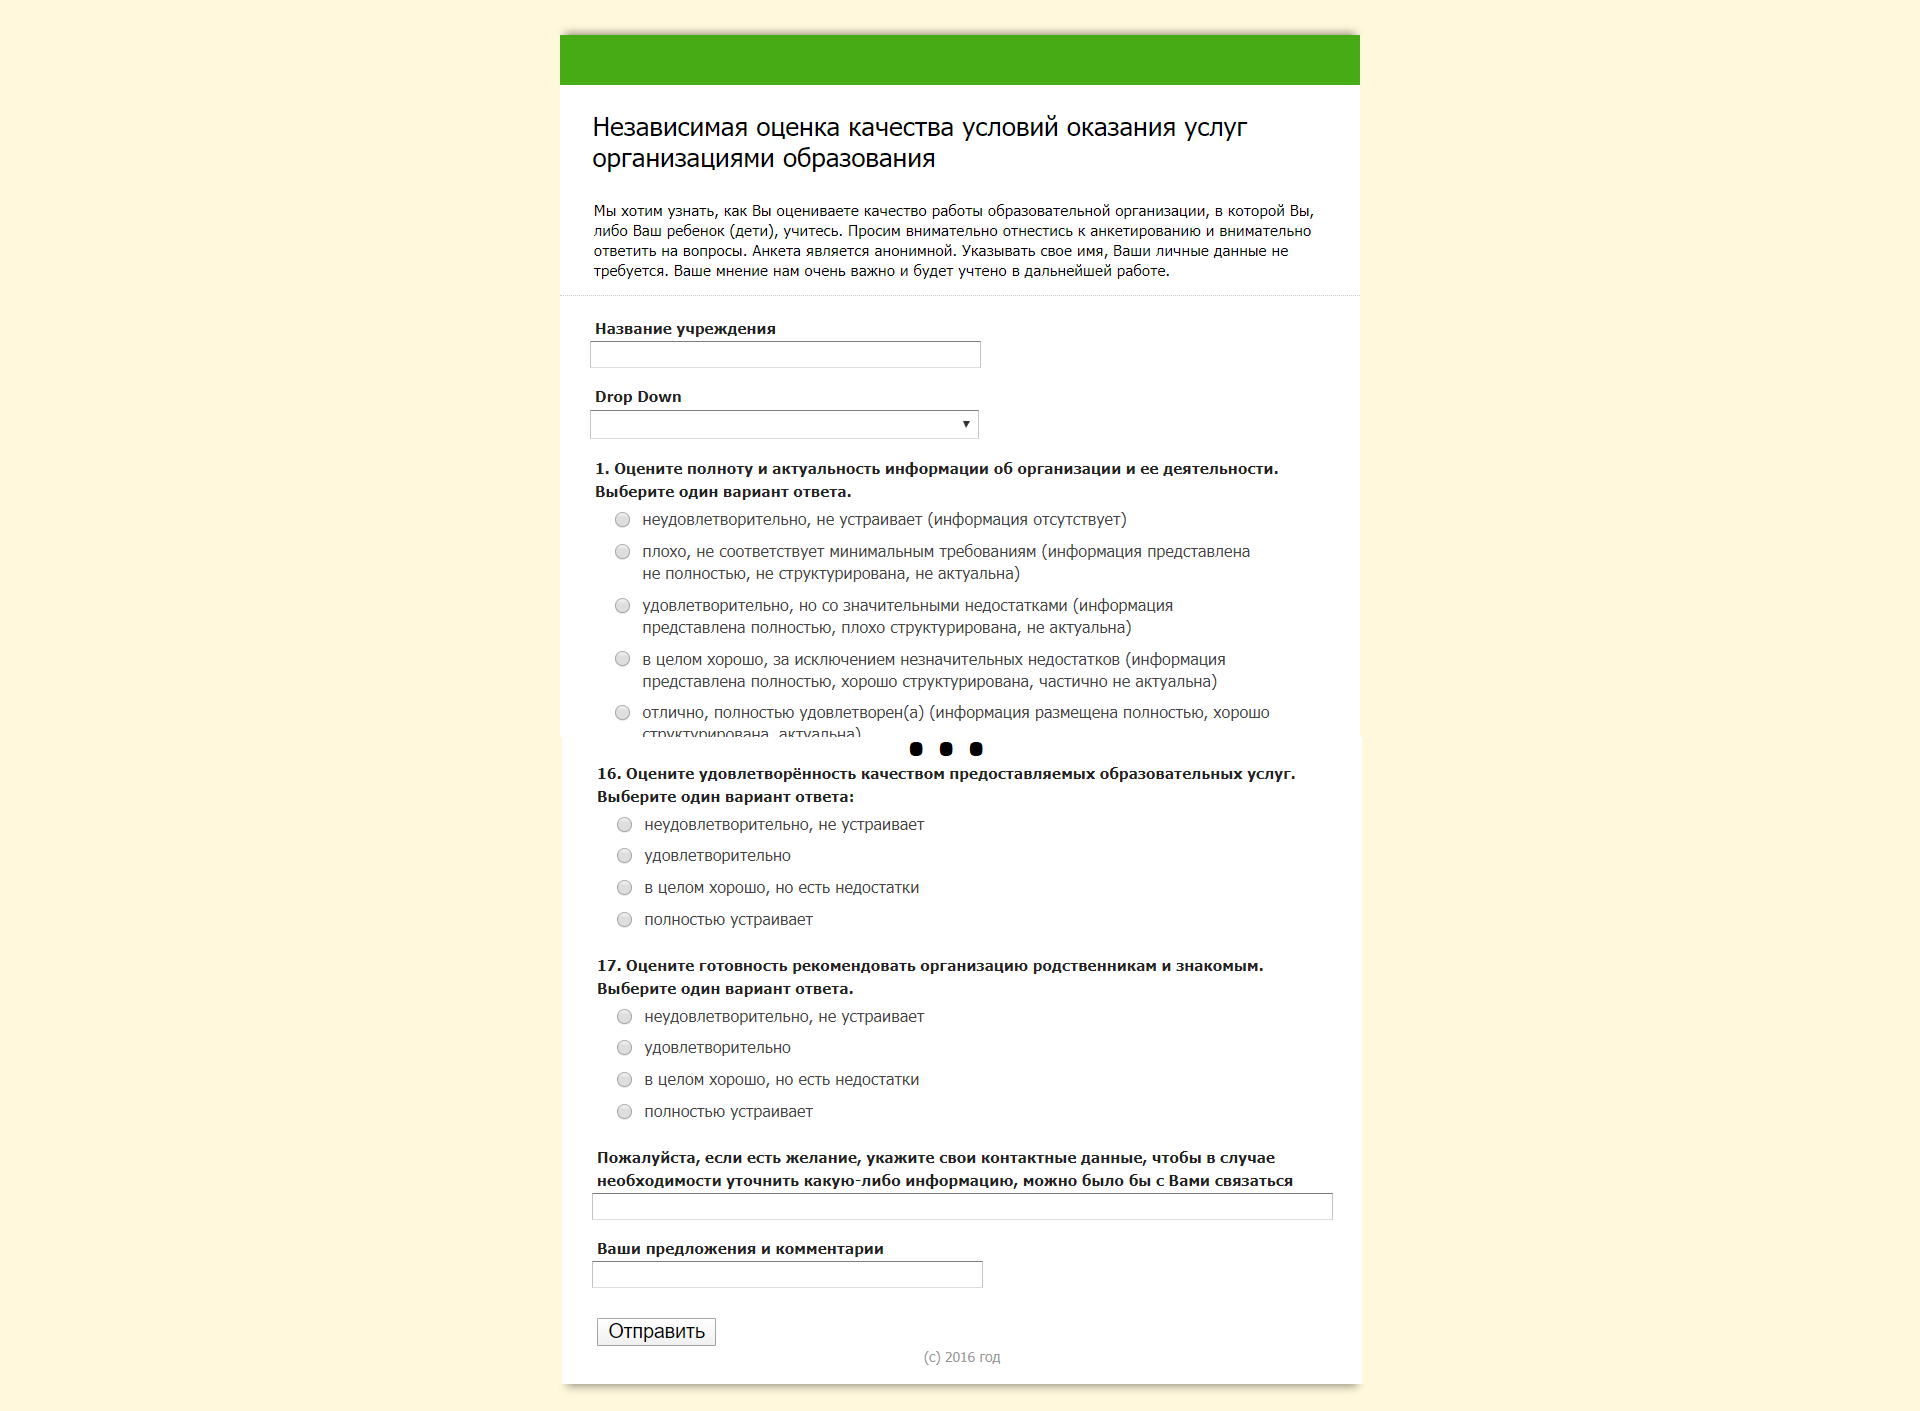 Независимая оценка качества условий оказания услуг
организациями образования
Мы хотим узнать, как Вы оцениваете качество работы образовательной организации, в которой Вы,
либо Ваш ребенок (дети), учитесь. Просим внимательно отнестись к анкетированию и внимательно
ответить на вопросы. Анкета является анонимной. Указывать свое имя, Ваши личные данные не
требуется. Ваше мнение нам очень важно и будет учтено в дальнейшей работе.
Название учреждения
Drop Down
1. Оцените полноту и актуальность информации об организации и ее деятельности.
Выберите один вариант ответа.
неудовлетворительно, не устраивает (информация отсутствует)
плохо, не соответствует минимальным требованиям (информация представлена
не полностью, не структурирована, не актуальна)
удовлетворительно, но со значительными недостатками (информация
представлена полностью, плохо структурирована, не актуальна)
в целом хорошо, за исключением незначительных недостатков (информация
представлена полностью, хорошо структурирована, частично не актуальна)
отлично, полностью удовлетворен(а) (информация размещена полностью, хорошо
структурирована, актуальна)
...
16. Оцените удовлетворённость качеством предоставляемых образовательных услуг.
Выберите один вариант ответа:
неудовлетворительно, не устраивает
удовлетворительно
в целом хорошо, но есть недостатки
полностью устраивает
17. Оцените готовность рекомендовать организацию родственникам и знакомым.
Выберите один вариант ответа.
неудовлетворительно, не устраивает
удовлетворительно
в целом хорошо, но есть недостатки
полностью устраивает
Пожалуйста, если есть желание, укажите свои контактные данные, чтобы в случае
необходимости уточнить какую-либо информацию, можно было бы с Вами связаться
Ваши предложения и комментарии
Отправить
(c) 2016 год